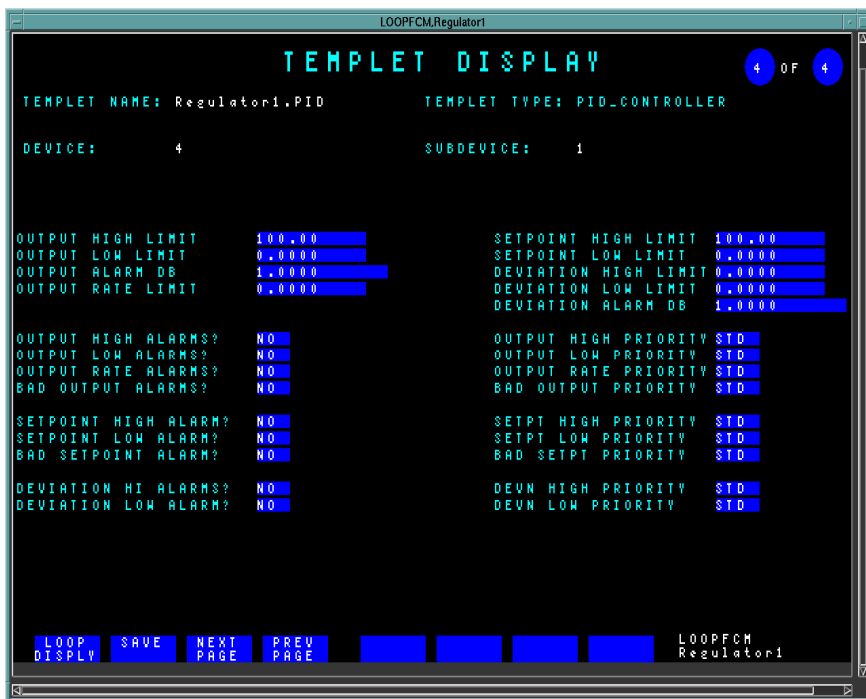 LOOPFCM,Regulator1
TEMPLET DISPLAY
4 OF 4
TEMPLET NAME: Regulator1.PID TEMPLET TYPE: PID_CONTROLLER
DEVICE: 4 SUBDEVICE: 1
OUTPUT HIGH LIMIT 100.00 SETPOINT HIGH LIMIT 100.00
OUTPUT LOW LIMIT 0.0000 SETPOINT LOW LIMIT 0.0000
OUTPUT ALARM DB 1.0000 DEVIATION HIGH LIMIT 0.0000
OUTPUT RATE LIMIT 0.0000 DEVIATION LOW LIMIT 0.0000
DEVIATION ALARM DB 1.0000
OUTPUT HIGH ALARMS? NO OUTPUT HIGH PRIORITY STD
OUTPUT LOW ALARMS? NO OUTPUT LOW PRIORITY STD
OUTPUT RATE ALARMS? NO OUTPUT RATE PRIORITY STD
BAD OUTPUT ALARMS? NO BAD OUTPUT PRIORITY STD
SETPOINT HIGH ALARM? NO SETPT HIGH PRIORITY STD
SETPOINT LOW ALARM? NO SETPT LOW PRIORITY STD
BAD SETPOINT ALARM? NO BAD SETPT PRIORITY STD
DEVIATION HI ALARMS? NO DEVN HIGH PRIORITY STD
DEVIATION LOW ALARM? NO DEVN LOW PRIORITY STD
LOOP SAVE NEXT PREV LOOPFCM
DISPLY PAGE PAGE Regulator1